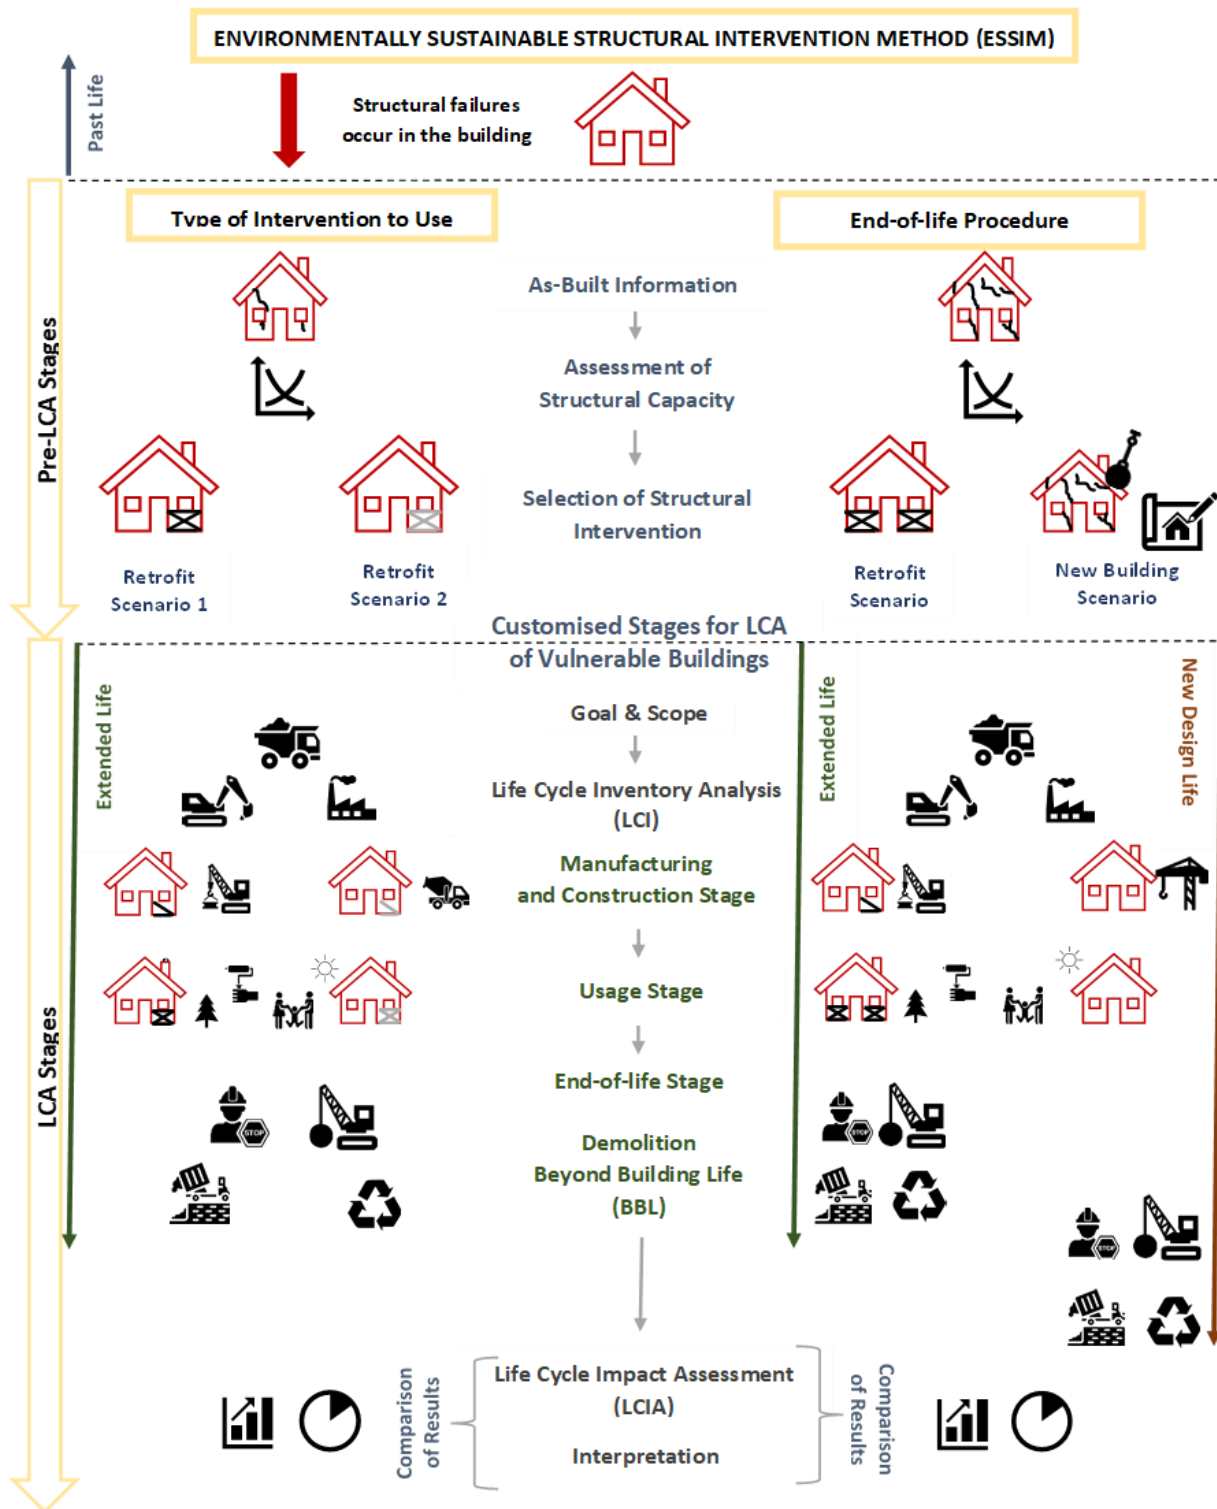 ENVIRONMENTALLY SUSTAINABLE STRUCTURAL INTERVENTION METHOD (ESSIM)
Past Life
Structural failures
occur in the building
Pre-LCA Stages
Type of Intervention to Use
End-of-life Procedure
As-Built Information
Assessment of
Structural Capacity
Selection of Structural
Intervention
Retrofit
Scenario 1
Retrofit
Scenario 2
Retrofit
Scenario
New Building
Scenario
Customised Stages for LCA
of Vulnerable Buildings
LCA Stages
Extended Life
Extended Life
New Design Life
Goal & Scope
Life Cycle Inventory Analysis
(LCI)
Manufacturing
and Construction Stage
Usage Stage
End-of-life Stage
STOP
STOP
Demolition
Beyond Building Life
(BBL)
STOP
Comparison
of Results
Life Cycle Impact Assessment
(LCIA)
Interpretation
Comparison
of Results